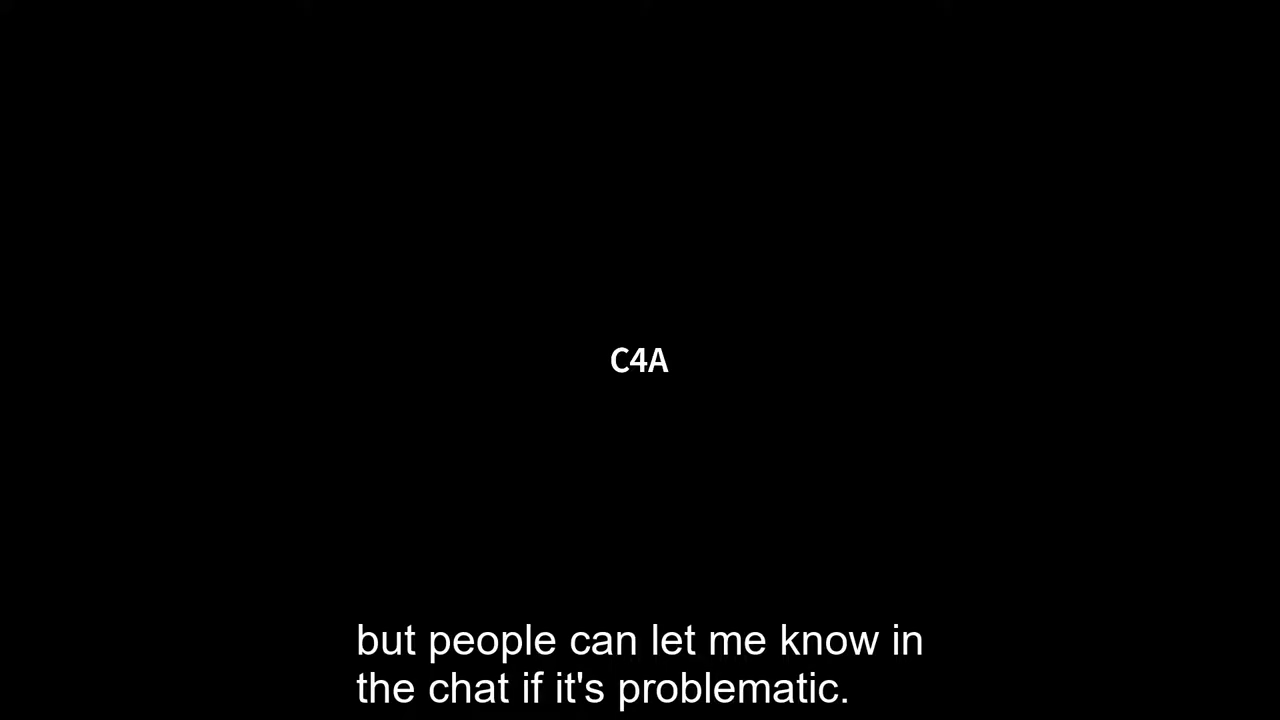 C4A
but people can let me know in
the chat if it's problematic.